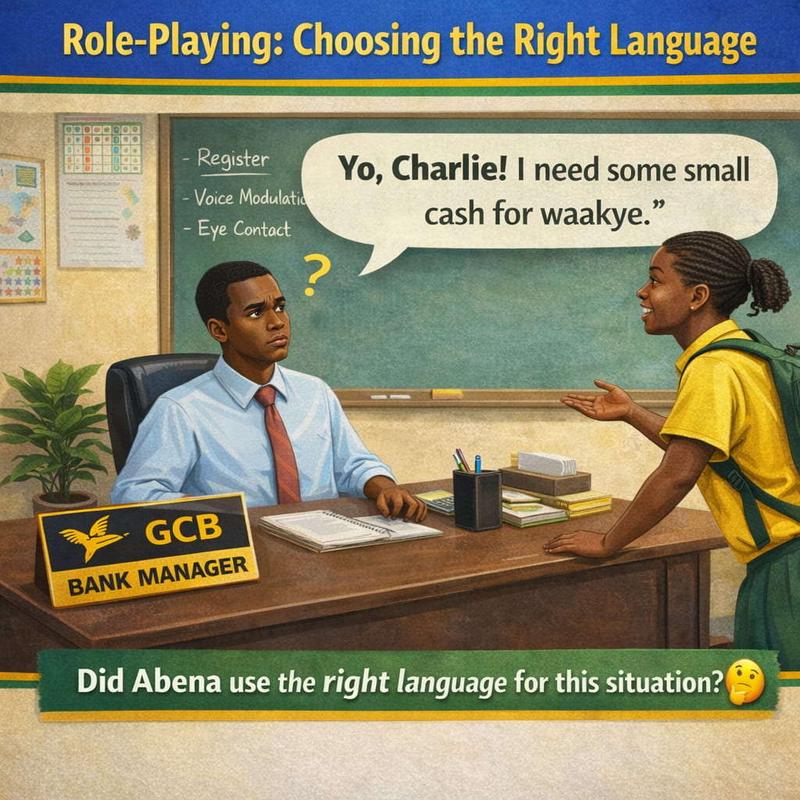 Role-Playing: Choosing the Right Language
- Register
- Voice Modulatio
- Eye Contact
Yo, Charlie! I need some small
cash for waakye.”
?
GCB
BANK MANAGER
Did Abena use the right language for this situation?